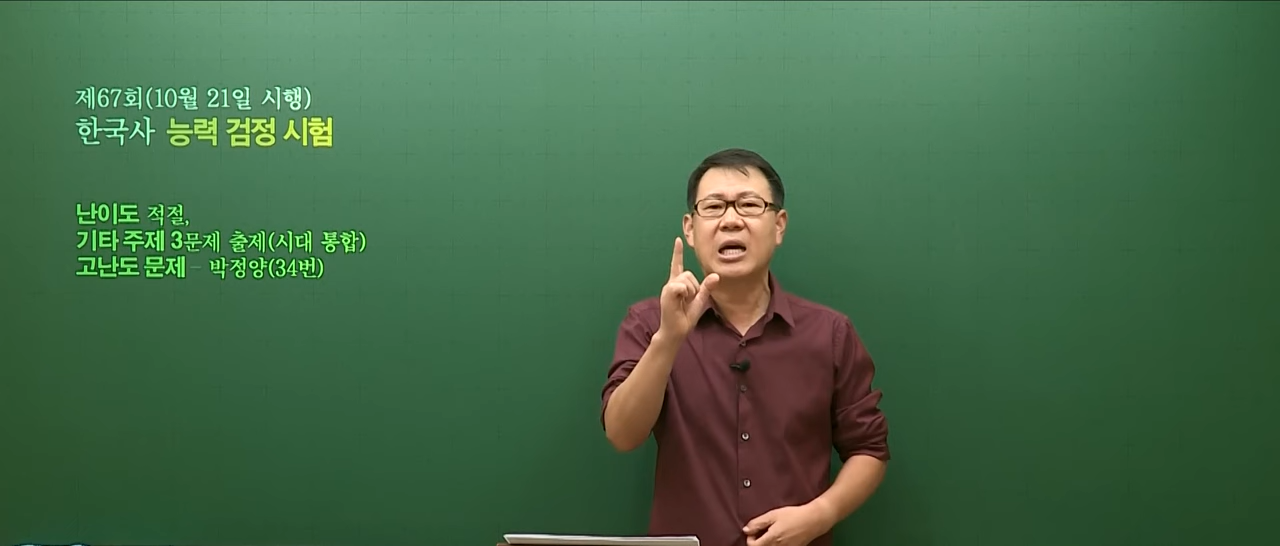 제67회(10월 21일 시행)
한국사 능력 검정 시험
난이도 적절,
기타 주제 3문제 출제(시대 통합)
고난도 문제 - 박정양(34번)